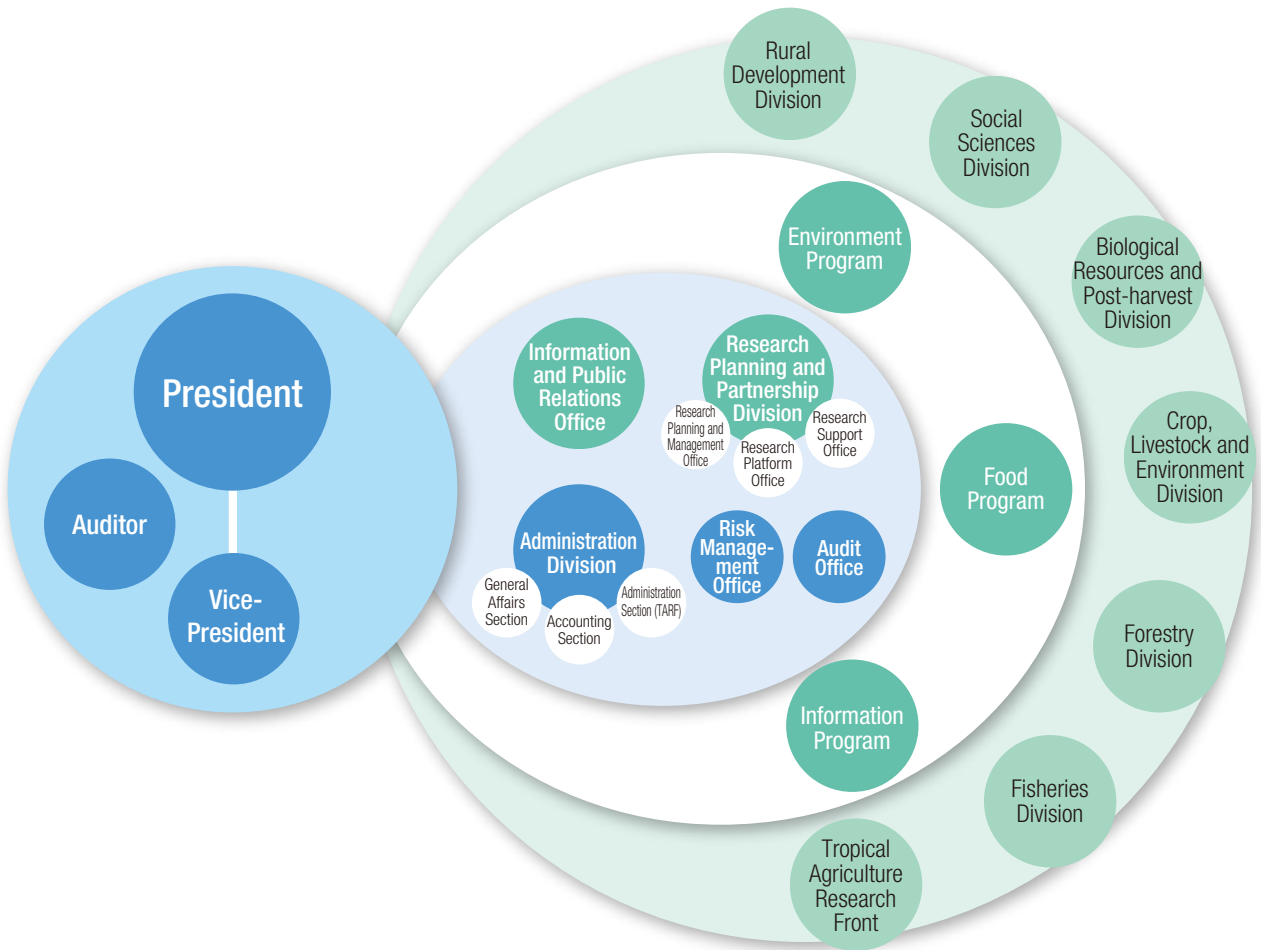 President
Auditor
Vice-
President
Information
and Public
Relations
Office
Research
Planning and
Partnership
Division
Research
Planning and
Management
Office
Research
Platform
Office
Research
Support
Office
Administration
Division
General
Affairs
Section
Accounting
Section
Administration
Section (TARF)
Risk
Manage-
ment
Office
Audit
Office
Environment
Program
Food
Program
Information
Program
Rural
Development
Division
Social
Sciences
Division
Biological
Resources and
Post-harvest
Division
Crop,
Livestock and
Environment
Division
Forestry
Division
Fisheries
Division
Tropical
Agriculture
Research
Front